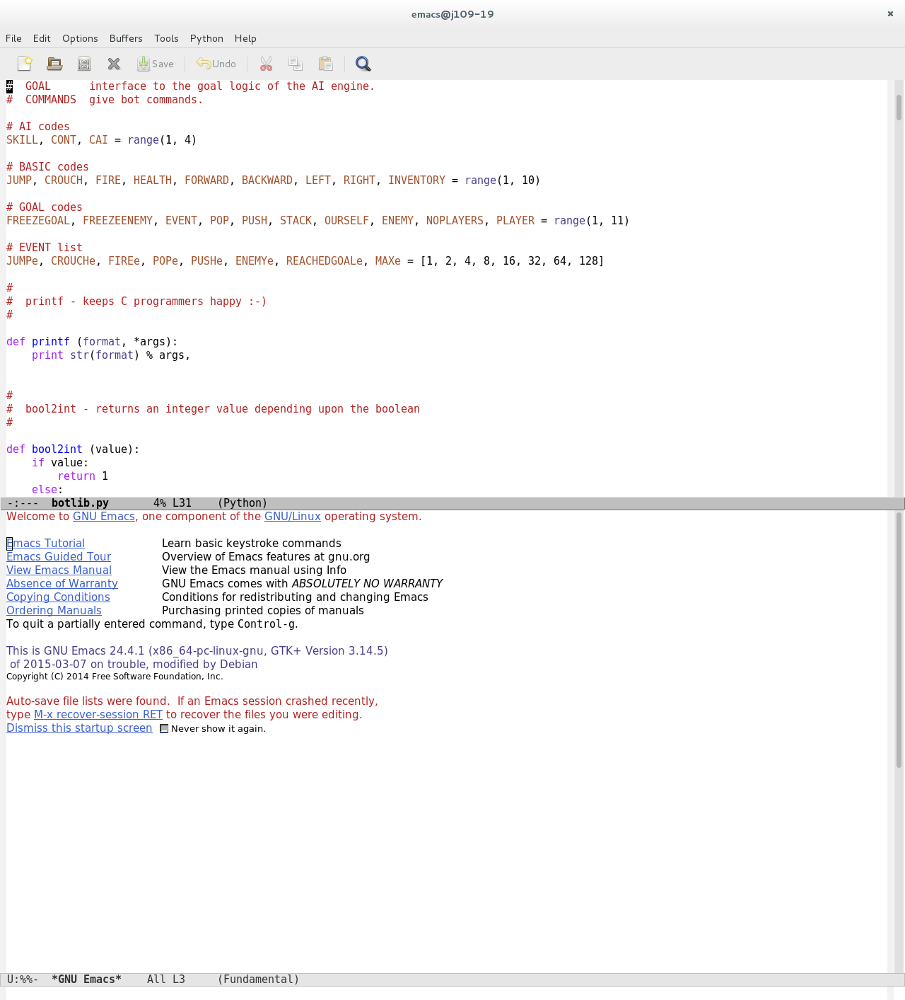 emacs@j109-19
File Edit Options Buffers Tools Python Help
Save Undo
#  GOAL      interface to the goal logic of the AI engine.
#  COMMANDS  give bot commands.
# AI codes
SKILL, CONT, CAI = range(1, 4)
# BASIC codes
JUMP, CROUCH, FIRE, HEALTH, FORWARD, BACKWARD, LEFT, RIGHT, INVENTORY = range(1, 10)
# GOAL codes
FREEZEGOAL, FREEZEENEMY, EVENT, POP, PUSH, STACK, OURSELF, ENEMY, NOPLAYERS, PLAYER = range(1, 11)
# EVENT list
JUMPe, CROUCHe, FIREe, POPe, PUSHe, ENEMYe, REACHEDGOALe, MAXe = [1, 2, 4, 8, 16, 32, 64, 128]
#
#  printf - keeps C programmers happy :-)
#
def printf (format, *args):
    print str(format) % args,
#
#  bool2int - returns an integer value depending upon the boolean
#
def bool2int (value):
    if value:
        return 1
    else:
-:---  botlib.py       4% L31    (Python)
Welcome to GNU Emacs, one component of the GNU/Linux operating system.
Emacs Tutorial Learn basic keystroke commands
Emacs Guided Tour Overview of Emacs features at gnu.org
View Emacs Manual View the Emacs manual using Info
Absence of Warranty GNU Emacs comes with ABSOLUTELY NO WARRANTY
Copying Conditions Conditions for redistributing and changing Emacs
Ordering Manuals Purchasing printed copies of manuals
To quit a partially entered command, type Control-g.
This is GNU Emacs 24.4.1 (x86_64-pc-linux-gnu, GTK+ Version 3.14.5)
 of 2015-03-07 on trouble, modified by Debian
Copyright (C) 2014 Free Software Foundation, Inc.
Auto-save file lists were found.  If an Emacs session crashed recently,
type M-x recover-session RET to recover the files you were editing.
Dismiss this startup screen Never show it again.
U:%%-  *GNU Emacs*    All L3     (Fundamental)